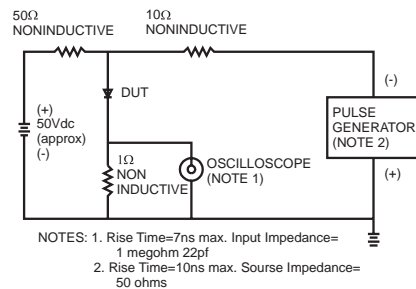 50Ω
NONINDUCTIVE
10Ω
NONINDUCTIVE
(+)
50Vdc
(approx)
(-)
DUT
1Ω
NON
INDUCTIVE
OSCILLOSCOPE
(NOTE 1)
(-)
PULSE
GENERATOR
(NOTE 2)
(+)
NOTES: 1. Rise Time=7ns max. Input Impedance=
1 megohm 22pf
2. Rise Time=10ns max. Sourse Impedance=
50 ohms